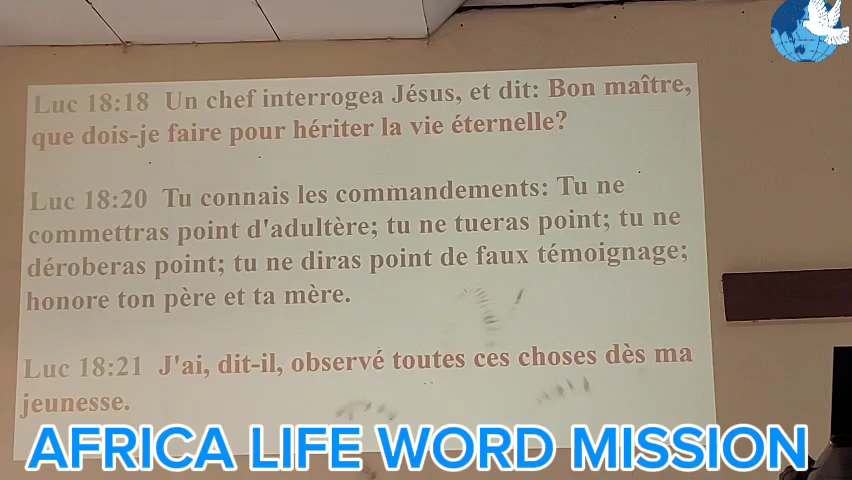 Luc 18:18 Un chef interrogea Jésus, et dit: Bon maître,
que dois-je faire pour hériter la vie éternelle?
Luc 18:20 Tu connais les commandements: Tu ne
commettras point d'adultère; tu ne tueras point; tu ne
déroberas point; tu ne diras point de faux témoignage;
honore ton père et ta mère.
Luc 18:21 J'ai, dit-il, observé toutes ces choses dès ma
jeunesse.
AFRICA LIFE WORD MISSION